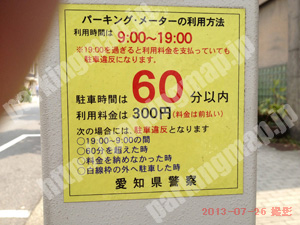 パーキング・メーターの利用方法
利用時間は 9:00~19:00
※19:00を過ぎると利用料金を支払っていても
駐車違反になります。
駐車時間は 60分以内
利用料金は 300円(料金は前払い)
次の場合には、駐車違反となります
○19:00~9:00の間
○60分を超えた時
○料金を納めなかった時
○白線枠の外へ駐車した時
愛知県警察
2013-07-26 撮影